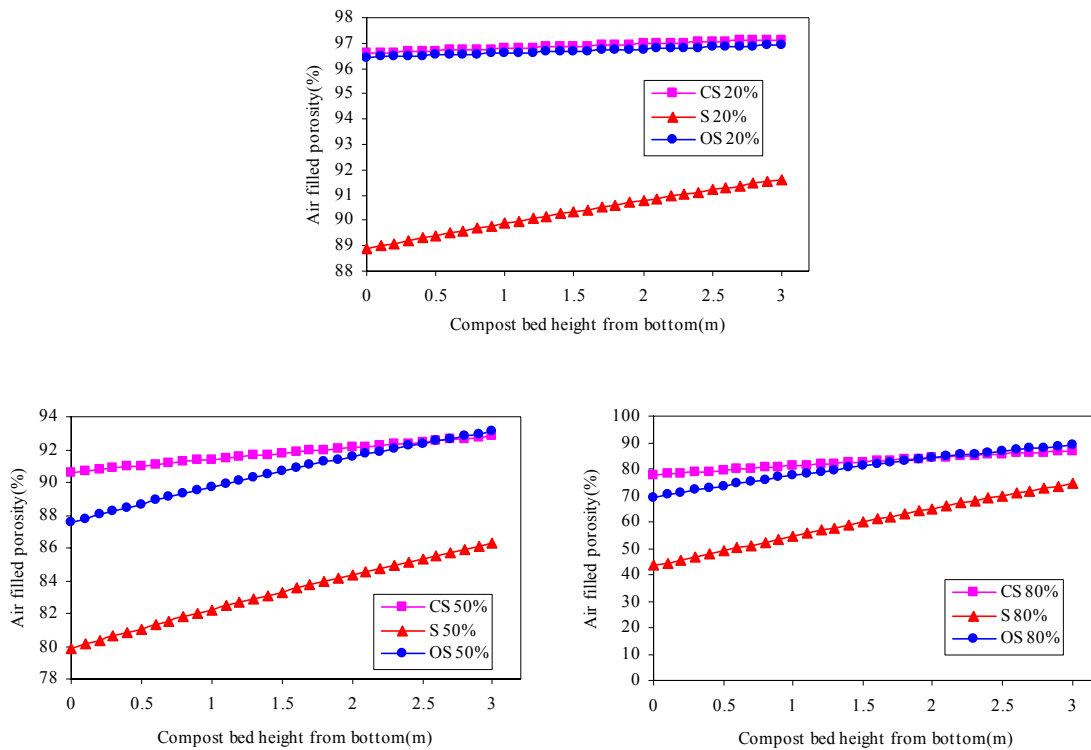 98
97
96
95
94
93
92
91
90
89
88
Air filled porosity(%)
CS 20%
S 20%
OS 20%
0 0.5 1 1.5 2 2.5 3
Compost bed height from bottom(m)
94
92
90
88
86
84
82
80
78
Air filled porosity(%)
CS 50%
S 50%
OS 50%
0 0.5 1 1.5 2 2.5 3
Compost bed height from bottom(m)
100
90
80
70
60
50
40
30
20
10
0
Air filled porosity(%)
CS 80%
S 80%
OS 80%
0 0.5 1 1.5 2 2.5 3
Compost bed height from bottom(m)